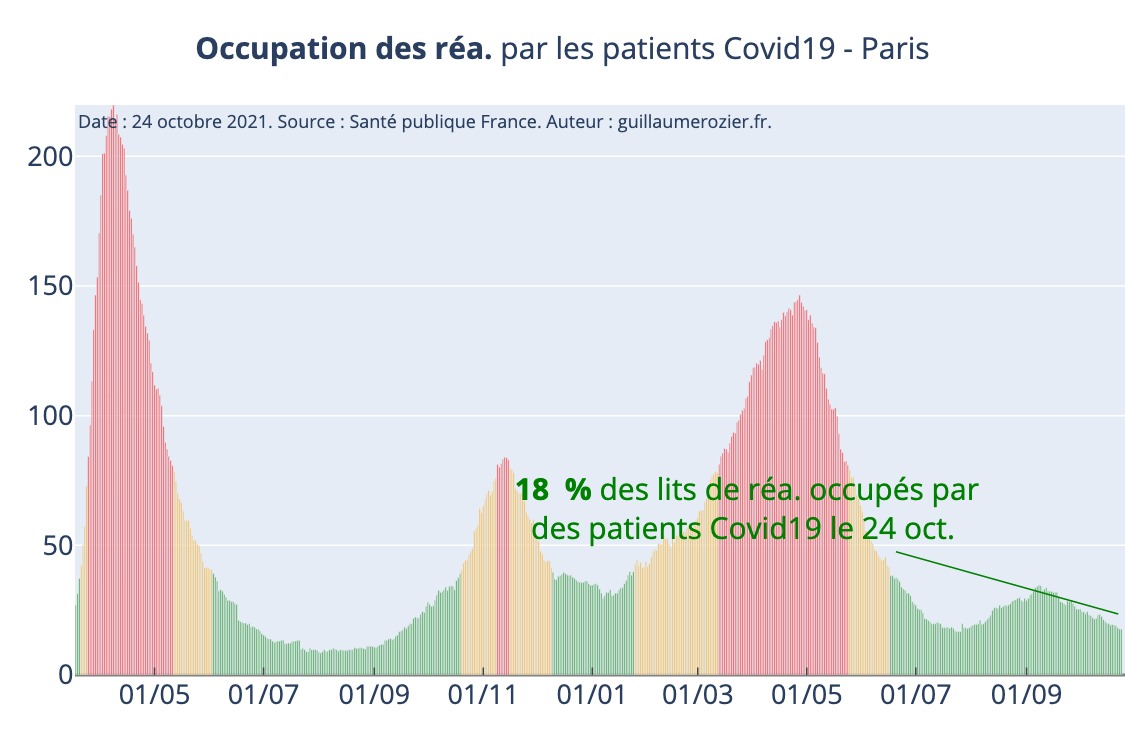 Occupation des réa. par les patients Covid19 - Paris
Date : 24 octobre 2021. Source : Santé publique France. Auteur : guillaumerozier.fr.
200
150
100
18  % des lits de réa. occupés par
des patients Covid19 le 24 oct.
50
0
01/05 01/07 01/09 01/11 01/01 01/03 01/05 01/07 01/09